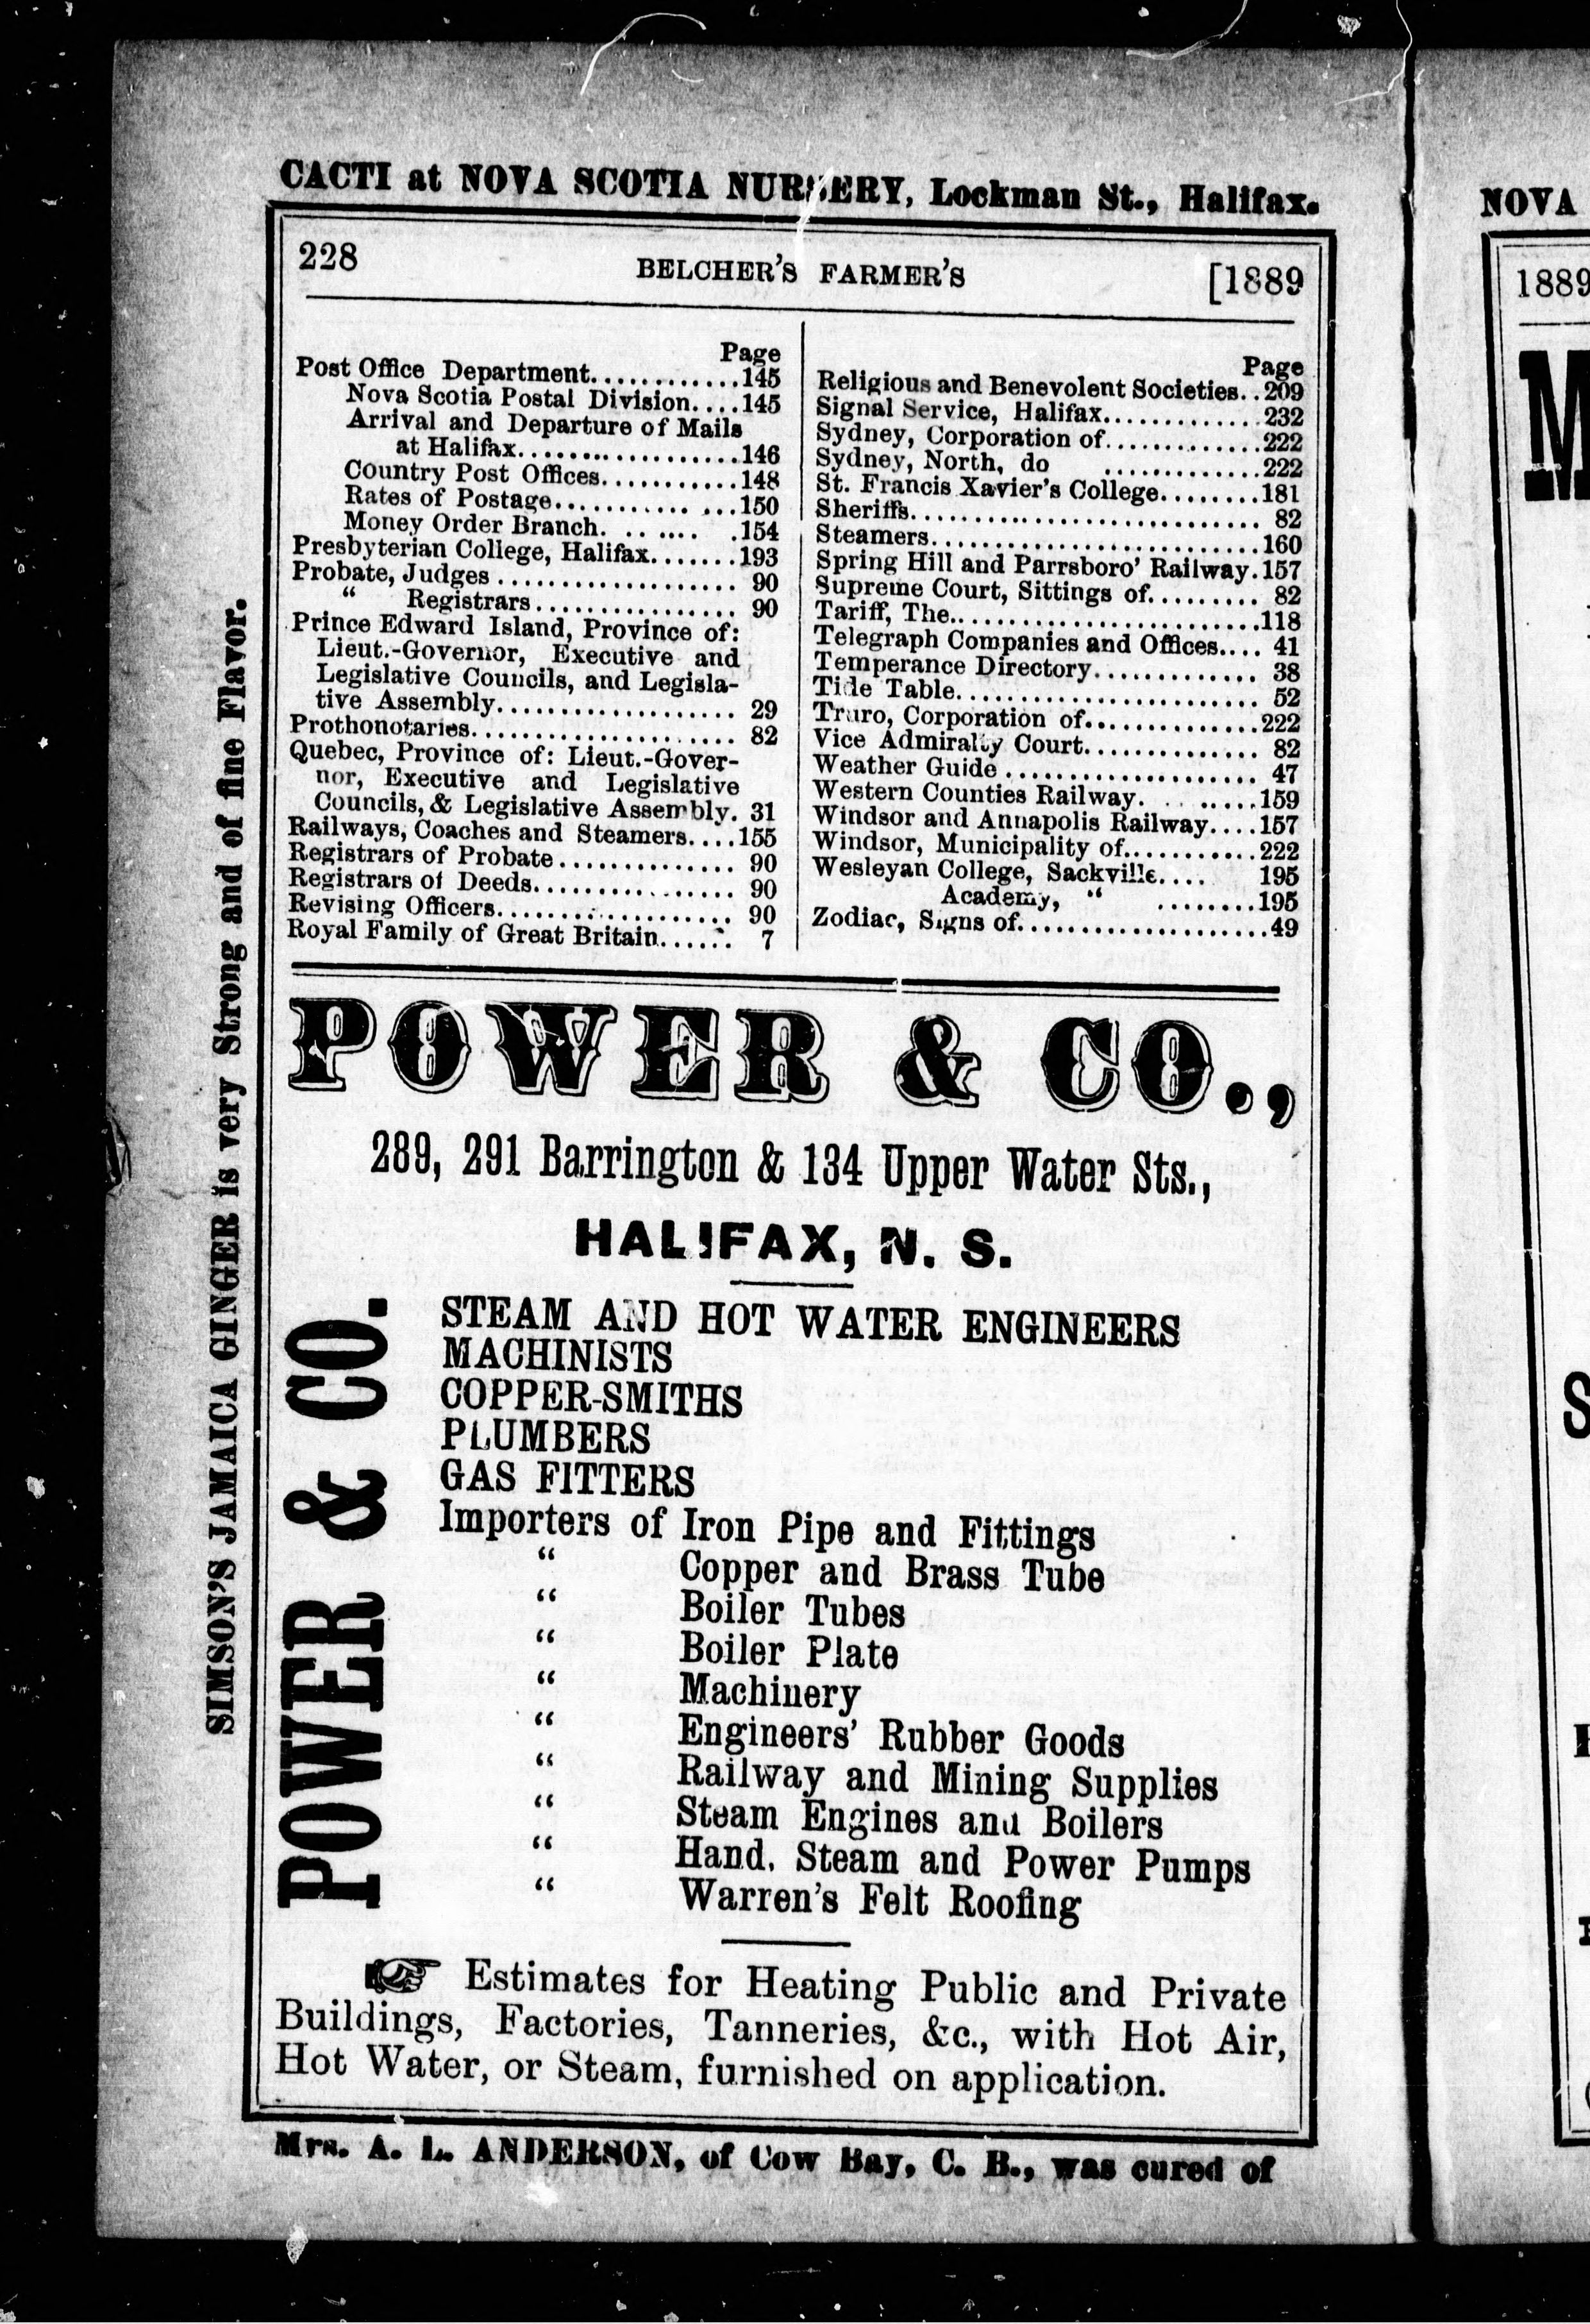 CACTI at NOVA SCOTIA NURSERY, Lockman St., Halifax.
228 BELCHER'S FARMER'S [1889
Page
Post Office Department............145
Nova Scotia Postal Division....145
Arrival and Departure of Mails
at Halifax....................146
Country Post Offices...........148
Rates of Postage............ ...150
Money Order Branch. ...... .154
Presbyterian College, Halifax.......193
Probate, Judges .................... 90
" Registrars................. 90
Prince Edward Island, Province of:
Lieut.-Governor, Executive and
Legislative Councils, and Legisla-
tive Assembly.................... 29
Prothonotaries...................... 82
Quebec, Province of: Lieut.-Gover-
nor, Executive and Legislative
Councils, & Legislative Assembly. 31
Railways, Coaches and Steamers....155
Registrars of Probate............... 90
Registrars of Deeds................. 90
Revising Officers.................... 90
Royal Family of Great Britain...... 7
Page
Religious and Benevolent Societies..209
Signal Service, Halifax.............232
Sydney, Corporation of.............222
Sydney, North, do .............222
St. Francis Xavier's College........181
Sheriffs.............................. 82
Steamers............................160
Spring Hill and Parrsboro' Railway.157
Supreme Court, Sittings of......... 82
Tariff, The..........................118
Telegraph Companies and Offices.... 41
Temperance Directory.............. 38
Tide Table.......................... 52
Truro, Corporation of...............222
Vice Admiralty Court............... 82
Weather Guide ..................... 47
Western Counties Railway. . ......159
Windsor and Annapolis Railway....157
Windsor, Municipality of...........222
Wesleyan College, Sackville.... 195
Academy, " ........195
Zodiac, Signs of.....................49
POWER & CO.,
289, 291 Barrington & 134 Upper Water Sts.,
HALIFAX, N. S.
POWER & CO.
STEAM AND HOT WATER ENGINEERS
MACHINISTS
COPPER-SMITHS
PLUMBERS
GAS FITTERS
Importers of Iron Pipe and Fittings
" Copper and Brass Tube
" Boiler Tubes
" Boiler Plate
" Machinery
" Engineers' Rubber Goods
" Railway and Mining Supplies
" Steam Engines and Boilers
" Hand, Steam and Power Pumps
" Warren's Felt Roofing
☞ Estimates for Heating Public and Private
Buildings, Factories, Tanneries, &c., with Hot Air,
Hot Water, or Steam, furnished on application.
Mrs. A. L. ANDERSON, of Cow Bay, C. B., was cured of
SIMSON'S JAMAICA GINGER is very Strong and of fine Flavor.
NOVA
1889
M
S